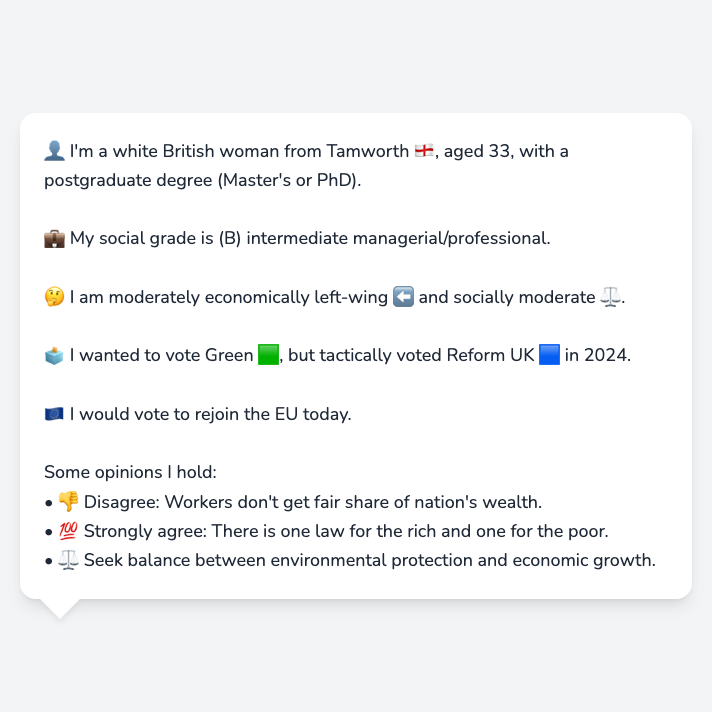 👤 I'm a white British woman from Tamworth 🏴󠁧󠁢󠁥󠁮󠁧󠁿, aged 33, with a
postgraduate degree (Master's or PhD).
💼 My social grade is (B) intermediate managerial/professional.
🤔 I am moderately economically left-wing ⬅️ and socially moderate ⚖️.
🗳️ I wanted to vote Green 🟩, but tactically voted Reform UK 🟦 in 2024.
🇪🇺 I would vote to rejoin the EU today.
Some opinions I hold:
• 👎 Disagree: Workers don't get fair share of nation's wealth.
• 💯 Strongly agree: There is one law for the rich and one for the poor.
• ⚖️ Seek balance between environmental protection and economic growth.